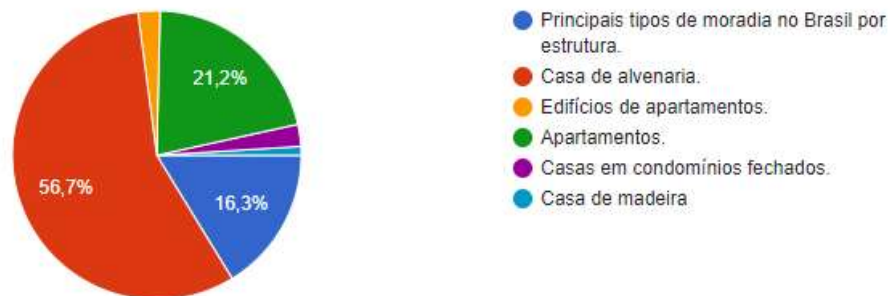 21,2%
56,7%
16,3%
Principais tipos de moradia no Brasil por
estrutura.
Casa de alvenaria.
Edifícios de apartamentos.
Apartamentos.
Casas em condomínios fechados.
Casa de madeira